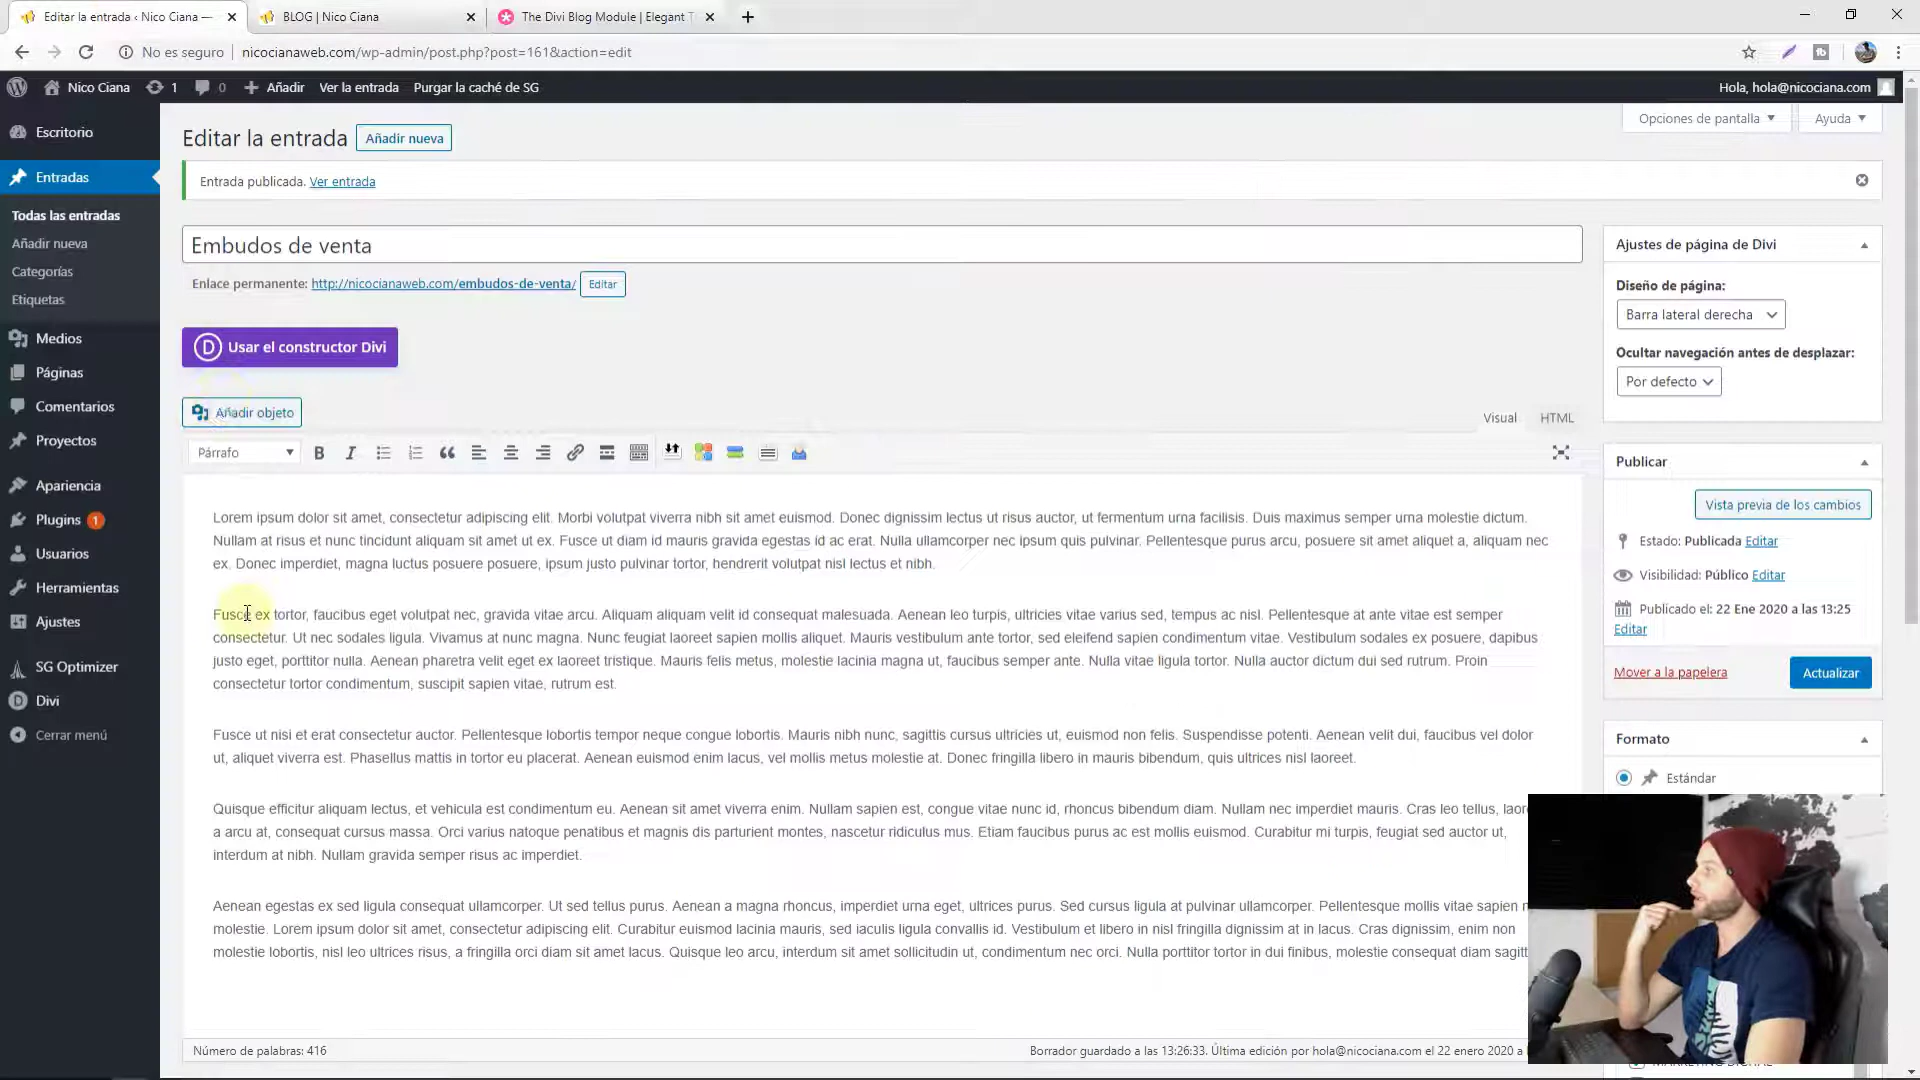 Editar la entrada ‹ Nico Ciana —
BLOG | Nico Ciana
The Divi Blog Module | Elegant T
No es seguro
nicocianaweb.com/wp-admin/post.php?post=161&action=edit
Nico Ciana
1
0
Añadir
Ver la entrada
Purgar la caché de SG
Hola, hola@nicociana.com
Escritorio
Entradas
Todas las entradas
Añadir nueva
Categorías
Etiquetas
Medios
Páginas
Comentarios
Proyectos
Apariencia
Plugins 1
Usuarios
Herramientas
Ajustes
SG Optimizer
Divi
Cerrar menú
Opciones de pantalla
Ayuda
Editar la entrada
Añadir nueva
Entrada publicada. Ver entrada
Embudos de venta
Enlace permanente: http://nicocianaweb.com/embudos-de-venta/ Editar
D Usar el constructor Divi
Añadir objeto
Visual
HTML
Párrafo
B I
Lorem ipsum dolor sit amet, consectetur adipiscing elit. Morbi volutpat viverra nibh sit amet euismod. Donec dignissim lectus ut risus auctor, ut fermentum urna facilisis. Duis maximus semper urna molestie dictum.
Nullam at risus et nunc tincidunt aliquam sit amet ut ex. Fusce ut diam id mauris gravida egestas id ac erat. Nulla ullamcorper nec ipsum quis pulvinar. Pellentesque purus arcu, posuere sit amet aliquet a, aliquam nec
ex. Donec imperdiet, magna luctus posuere posuere, ipsum justo pulvinar tortor, hendrerit volutpat nisl lectus et nibh.
Fusce ex tortor, faucibus eget volutpat nec, gravida vitae arcu. Aliquam aliquam velit id consequat malesuada. Aenean leo turpis, ultricies vitae varius sed, tempus ac nisl. Pellentesque at ante vitae est semper
consectetur. Ut nec sodales ligula. Vivamus at nunc magna. Nunc feugiat laoreet sapien mollis aliquet. Mauris vestibulum ante tortor, sed eleifend sapien condimentum vitae. Vestibulum sodales ex posuere, dapibus
justo eget, porttitor nulla. Aenean pharetra velit eget ex laoreet tristique. Mauris felis metus, molestie lacinia magna ut, faucibus semper ante. Nulla vitae ligula tortor. Nulla auctor dictum dui sed rutrum. Proin
consectetur tortor condimentum, suscipit sapien vitae, rutrum est.
Fusce ut nisi et erat consectetur auctor. Pellentesque lobortis tempor neque congue lobortis. Mauris nibh nunc, sagittis cursus ultricies ut, euismod non felis. Suspendisse potenti. Aenean velit dui, faucibus vel dolor
ut, aliquet viverra est. Phasellus mattis in tortor eu placerat. Aenean euismod enim lacus, vel mollis metus molestie at. Donec fringilla libero in mauris bibendum, quis ultrices nisl laoreet.
Quisque efficitur aliquam lectus, et vehicula est condimentum eu. Aenean sit amet viverra enim. Nullam sapien est, congue vitae nunc id, rhoncus bibendum diam. Nullam nec imperdiet mauris. Cras leo tellus,
a arcu at, consequat cursus massa. Orci varius natoque penatibus et magnis dis parturient montes, nascetur ridiculus mus. Etiam faucibus purus ac est mollis euismod. Curabitur mi turpis, feugiat sed auctor ut,
interdum at nibh. Nullam gravida semper risus ac imperdiet.
Aenean egestas ex sed ligula consequat ullamcorper. Ut sed tellus purus. Aenean a magna rhoncus, imperdiet urna eget, ultrices purus. Sed cursus ligula at pulvinar ullamcorper. Pellentesque mollis vitae sapien
molestie. Lorem ipsum dolor sit amet, consectetur adipiscing elit. Curabitur euismod lacinia mauris, sed iaculis ligula convallis id. Vestibulum et libero in nisl fringilla dignissim at in lacus. Cras dignissim, enim non
molestie lobortis, nisl leo ultrices risus, a fringilla orci diam sit amet lacus. Quisque leo arcu, interdum sit amet sollicitudin ut, condimentum nec orci. Nulla porttitor tortor in dui finibus, molestie consequat diam
Número de palabras: 416
Borrador guardado a las 13:26:33. Última edición por hola@nicociana.com el 22 enero 2020 a
Ajustes de página de Divi
Diseño de página:
Barra lateral derecha
Ocultar navegación antes de desplazar:
Por defecto
Publicar
Vista previa de los cambios
Estado: Publicada Editar
Visibilidad: Público Editar
Publicado el: 22 Ene 2020 a las 13:25
Editar
Mover a la papelera
Actualizar
Formato
Estándar